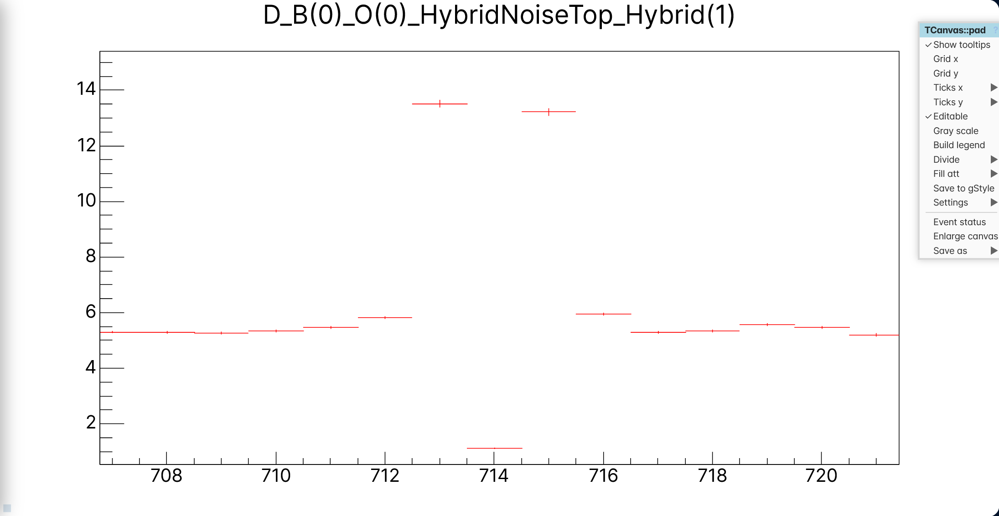 D_B(0)_O(0)_HybridNoiseTop_Hybrid(1)
14
12
10
8
6
4
2
708 710 712 714 716 718 720
TCanvas::pad ?
Show tooltips
Grid x
Grid y
Ticks x
Ticks y
Editable
Gray scale
Build legend
Divide
Fill att
Save to gStyle
Settings
Event status
Enlarge canvas
Save as